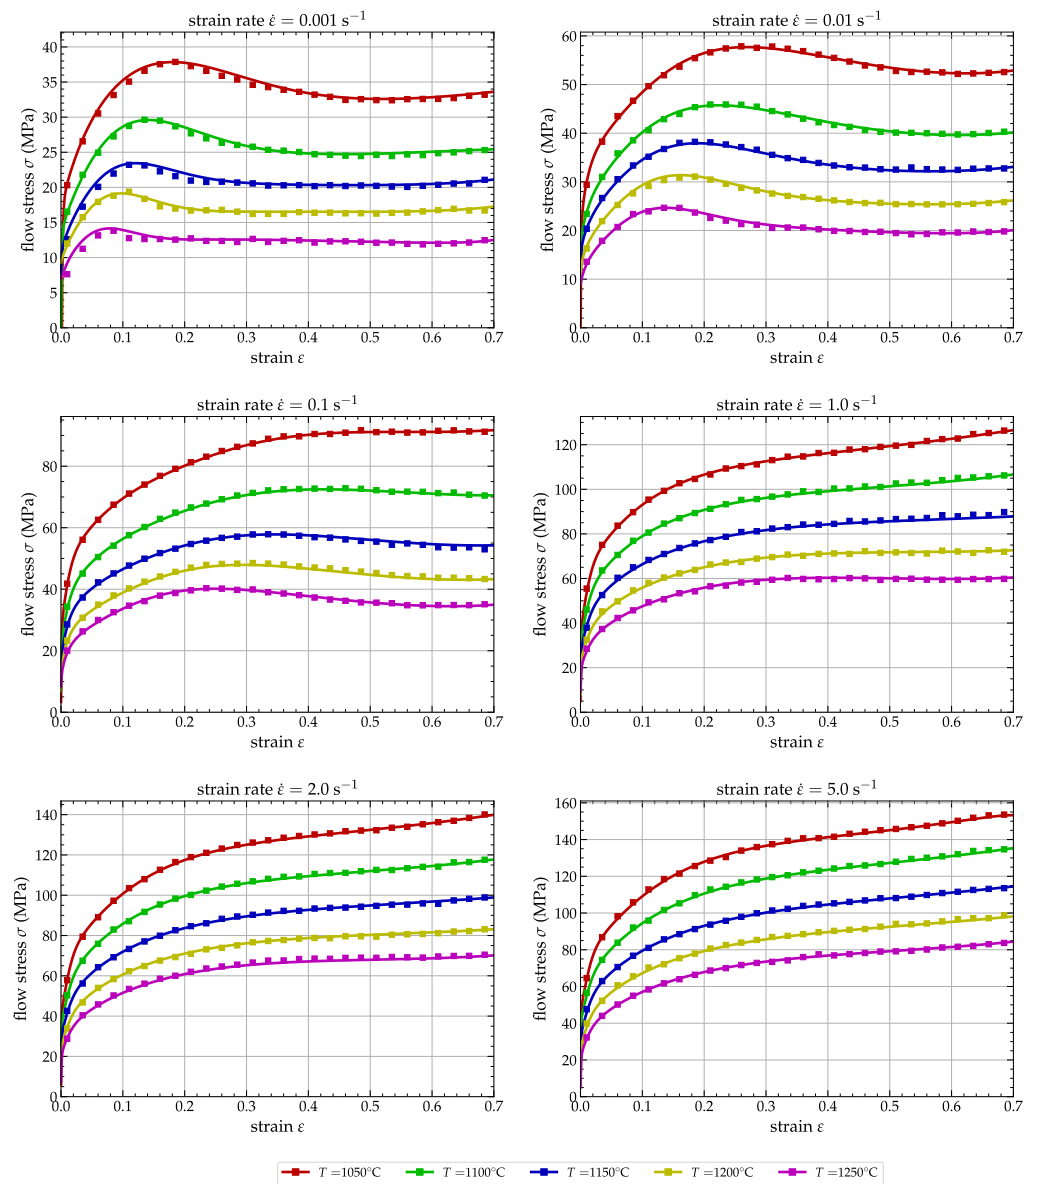 strain rate ε̇ = 0.001 s⁻¹
strain rate ε̇ = 0.01 s⁻¹
40
35
30
25
20
15
10
5
0
flow stress σ (MPa)
0.0 0.1 0.2 0.3 0.4 0.5 0.6 0.7
strain ε
60
50
40
30
20
10
0
flow stress σ (MPa)
0.0 0.1 0.2 0.3 0.4 0.5 0.6 0.7
strain ε
strain rate ε̇ = 0.1 s⁻¹
strain rate ε̇ = 1.0 s⁻¹
80
60
40
20
0
flow stress σ (MPa)
0.0 0.1 0.2 0.3 0.4 0.5 0.6 0.7
strain ε
120
100
80
60
40
20
0
flow stress σ (MPa)
0.0 0.1 0.2 0.3 0.4 0.5 0.6 0.7
strain ε
strain rate ε̇ = 2.0 s⁻¹
strain rate ε̇ = 5.0 s⁻¹
140
120
100
80
60
40
20
0
flow stress σ (MPa)
0.0 0.1 0.2 0.3 0.4 0.5 0.6 0.7
strain ε
160
140
120
100
80
60
40
20
0
flow stress σ (MPa)
0.0 0.1 0.2 0.3 0.4 0.5 0.6 0.7
strain ε
T =1050°C T =1100°C T =1150°C T =1200°C T =1250°C